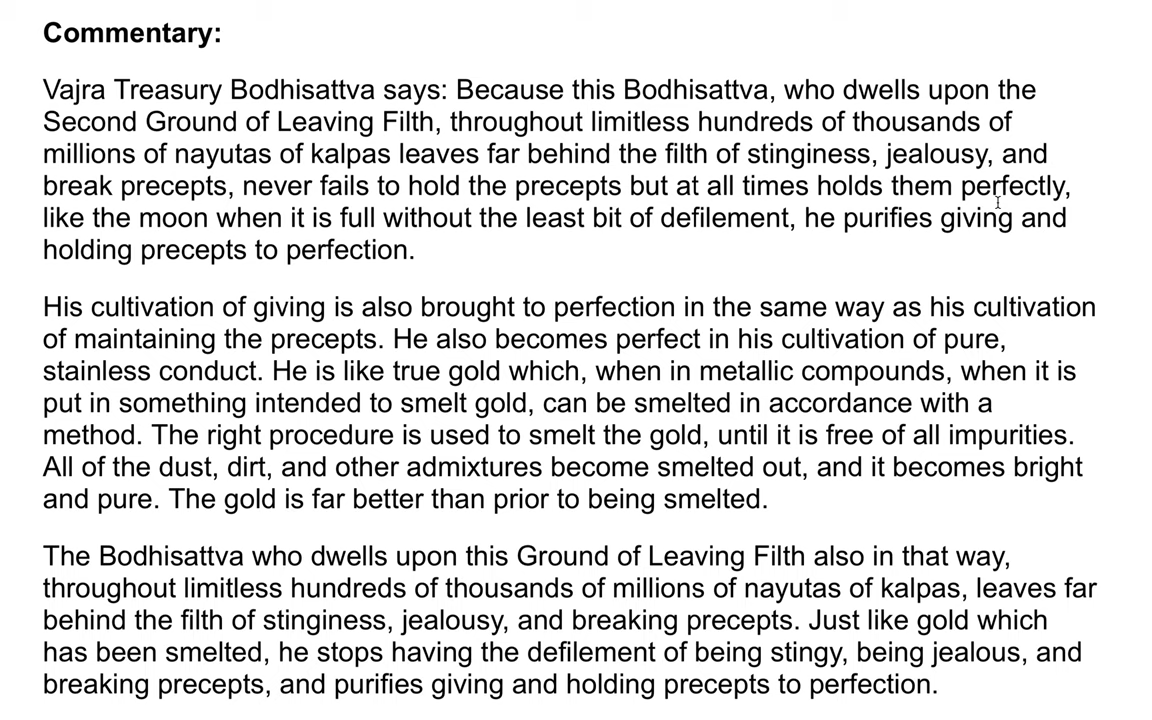 Commentary:
Vajra Treasury Bodhisattva says: Because this Bodhisattva, who dwells upon the
Second Ground of Leaving Filth, throughout limitless hundreds of thousands of
millions of nayutas of kalpas leaves far behind the filth of stinginess, jealousy, and
break precepts, never fails to hold the precepts but at all times holds them perfectly,
like the moon when it is full without the least bit of defilement, he purifies giving and
holding precepts to perfection.
His cultivation of giving is also brought to perfection in the same way as his cultivation
of maintaining the precepts. He also becomes perfect in his cultivation of pure,
stainless conduct. He is like true gold which, when in metallic compounds, when it is
put in something intended to smelt gold, can be smelted in accordance with a
method. The right procedure is used to smelt the gold, until it is free of all impurities.
All of the dust, dirt, and other admixtures become smelted out, and it becomes bright
and pure. The gold is far better than prior to being smelted.
The Bodhisattva who dwells upon this Ground of Leaving Filth also in that way,
throughout limitless hundreds of thousands of millions of nayutas of kalpas, leaves far
behind the filth of stinginess, jealousy, and breaking precepts. Just like gold which
has been smelted, he stops having the defilement of being stingy, being jealous, and
breaking precepts, and purifies giving and holding precepts to perfection.